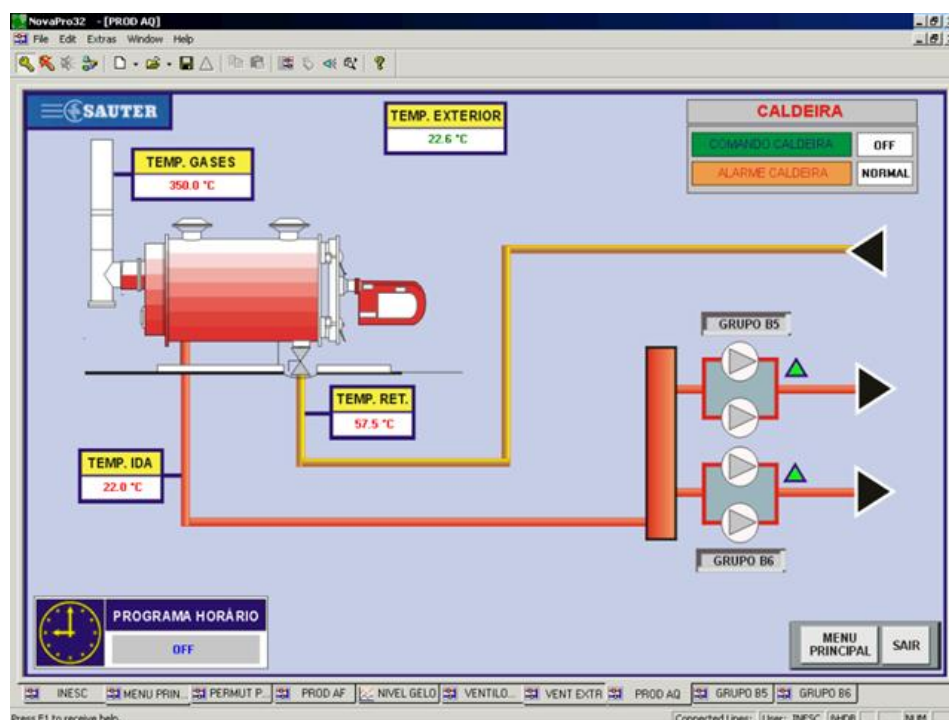 NovaPro32 - [PROD AQ]
File Edit Extras Window Help
SAUTER
TEMP. EXTERIOR
22.6 °C
CALDEIRA
COMANDO CALDEIRA OFF
ALARME CALDEIRA NORMAL
TEMP. GASES
350.0 °C
GRUPO B5
TEMP. RET.
57.5 °C
TEMP. IDA
22.0 °C
GRUPO B6
PROGRAMA HORÁRIO
OFF
MENU
PRINCIPAL
SAIR
INESC MENU PRIN... PERMUT P... PROD AF NIVEL GELO VENTILO... VENT EXTR PROD AQ GRUPO B5 GRUPO B6
Press F1 to receive help. Connected Lines: User: INESC AHDB NUM